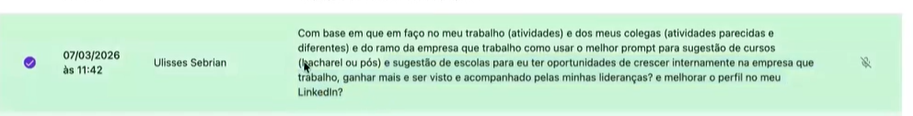 07/03/2026
às 11:42
Ulisses Sebrian
Com base em que em faço no meu trabalho (atividades) e dos meus colegas (atividades parecidas e
diferentes) e do ramo da empresa que trabalho como usar o melhor prompt para sugestão de cursos
(bacharel ou pós) e sugestão de escolas para eu ter oportunidades de crescer internamente na empresa que
trabalho, ganhar mais e ser visto e acompanhado pelas minhas lideranças? e melhorar o perfil no meu
LinkedIn?